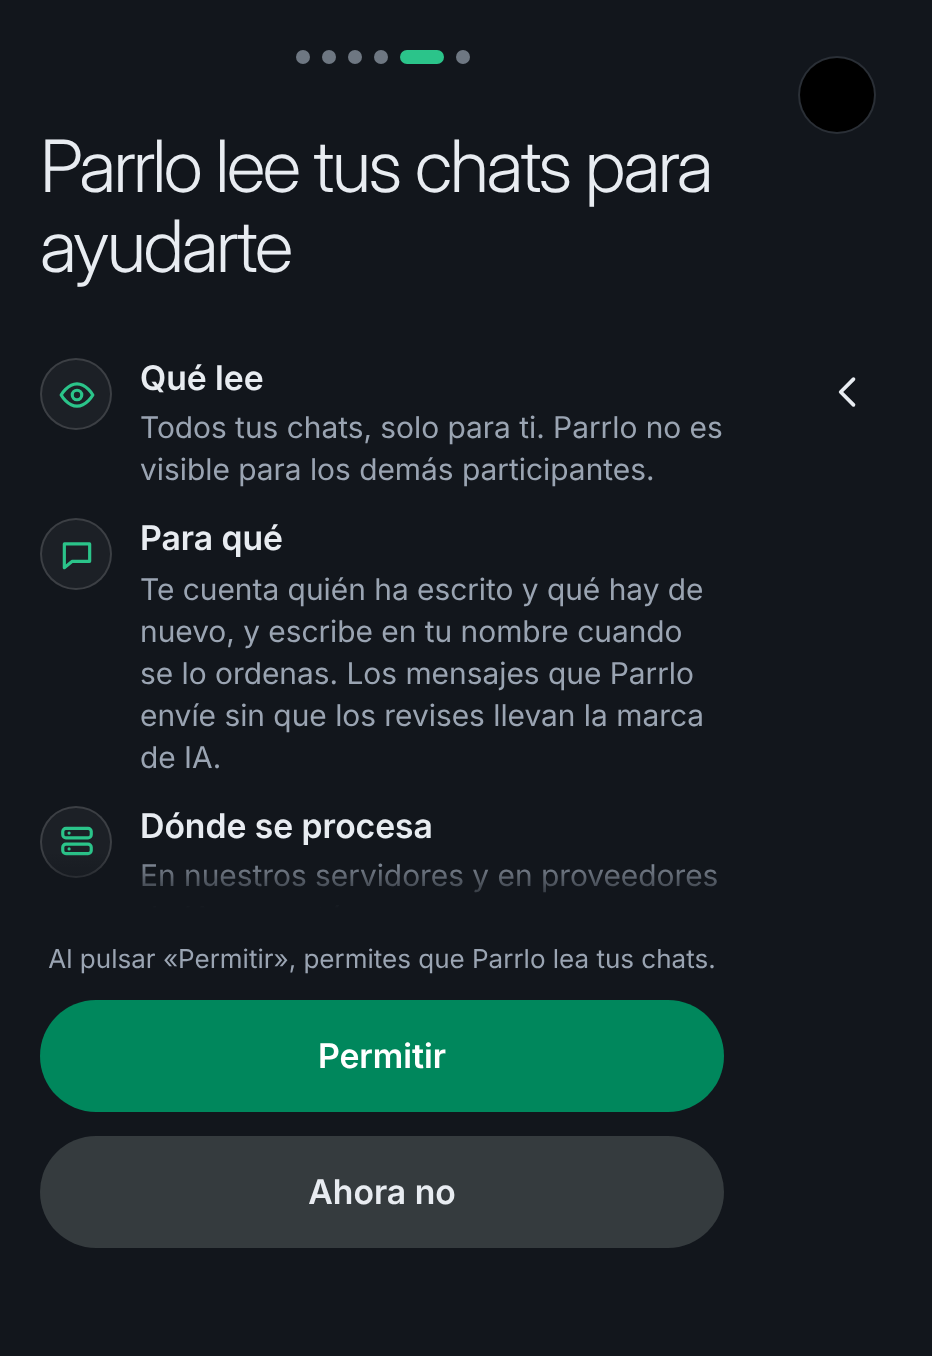 Parrlo lee tus chats para
ayudarte
Qué lee
Todos tus chats, solo para ti. Parrlo no es
visible para los demás participantes.
Para qué
Te cuenta quién ha escrito y qué hay de
nuevo, y escribe en tu nombre cuando
se lo ordenas. Los mensajes que Parrlo
envíe sin que los revises llevan la marca
de IA.
Dónde se procesa
En nuestros servidores y en proveedores
Al pulsar «Permitir», permites que Parrlo lea tus chats.
Permitir
Ahora no